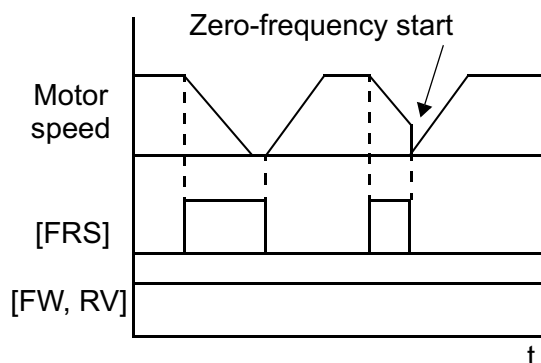 Zero-frequency start
Motor
speed
[FRS]
[FW, RV]
t